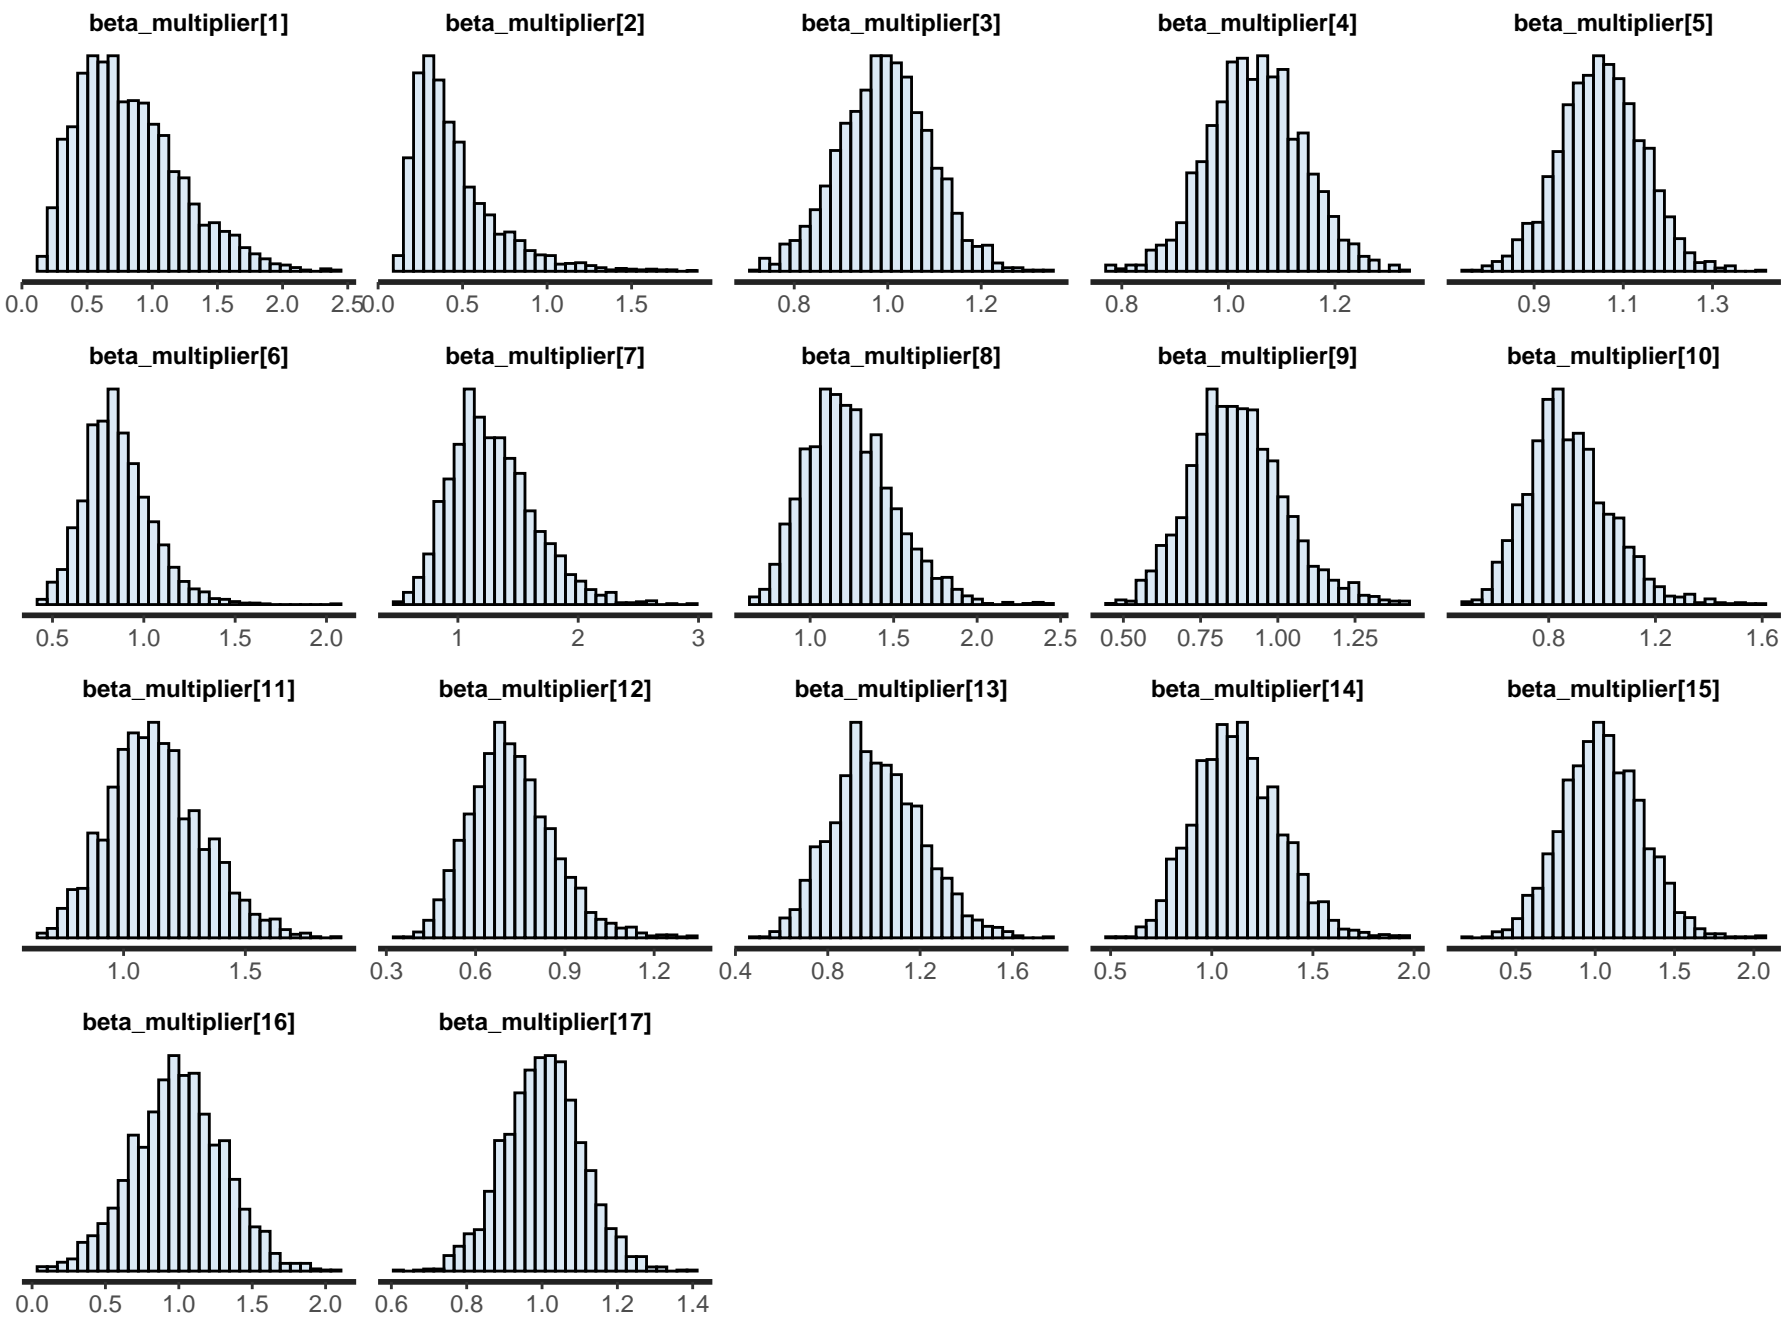 beta_multiplier[1] beta_multiplier[2] beta_multiplier[3] beta_multiplier[4] beta_multiplier[5]
0.0 0.5 1.0 1.5 2.0 2.5 0.0 0.5 1.0 1.5 0.8 1.0 1.2 0.8 1.0 1.2 0.9 1.1 1.3
beta_multiplier[6] beta_multiplier[7] beta_multiplier[8] beta_multiplier[9] beta_multiplier[10]
0.5 1.0 1.5 2.0 1 2 3 1.0 1.5 2.0 2.5 0.50 0.75 1.00 1.25 0.8 1.2 1.6
beta_multiplier[11] beta_multiplier[12] beta_multiplier[13] beta_multiplier[14] beta_multiplier[15]
1.0 1.5 0.3 0.6 0.9 1.2 0.4 0.8 1.2 1.6 0.5 1.0 1.5 2.0 0.5 1.0 1.5 2.0
beta_multiplier[16] beta_multiplier[17]
0.0 0.5 1.0 1.5 2.0 0.6 0.8 1.0 1.2 1.4